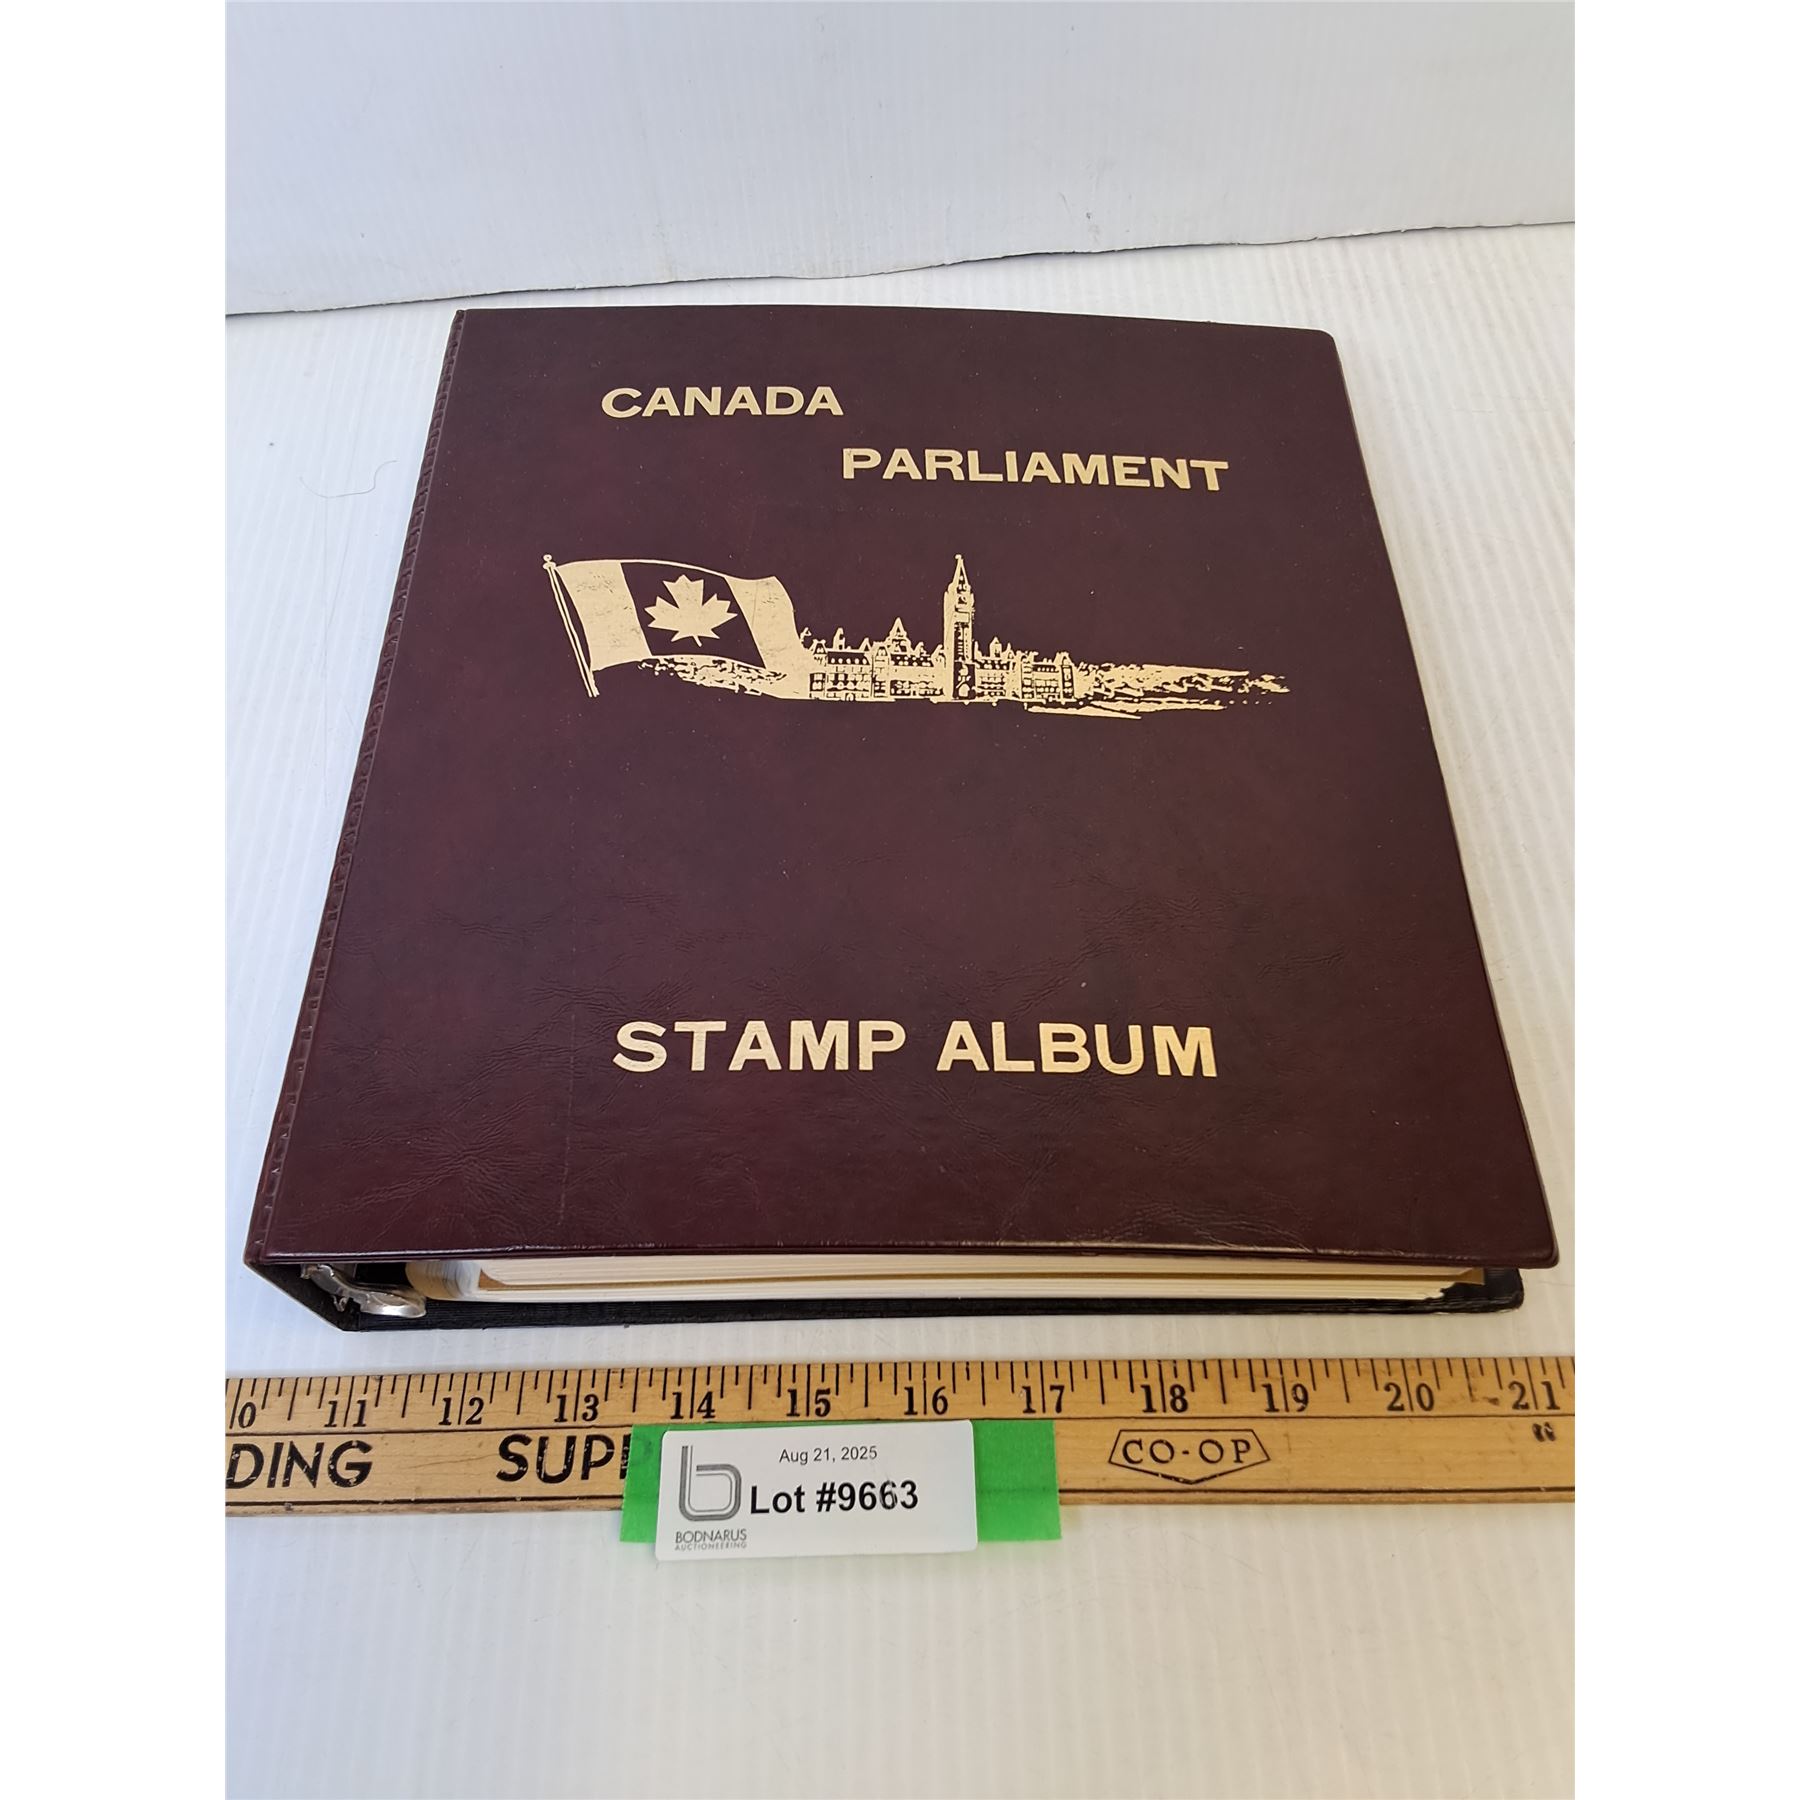 CANADA
PARLIAMENT
STAMP ALBUM
10 11 12 13 14 15 16 17 18 19 20 21
DING SUP CO-OP
Aug 21, 2025
Lot #9663
BODNARUS
AUCTIONEERING